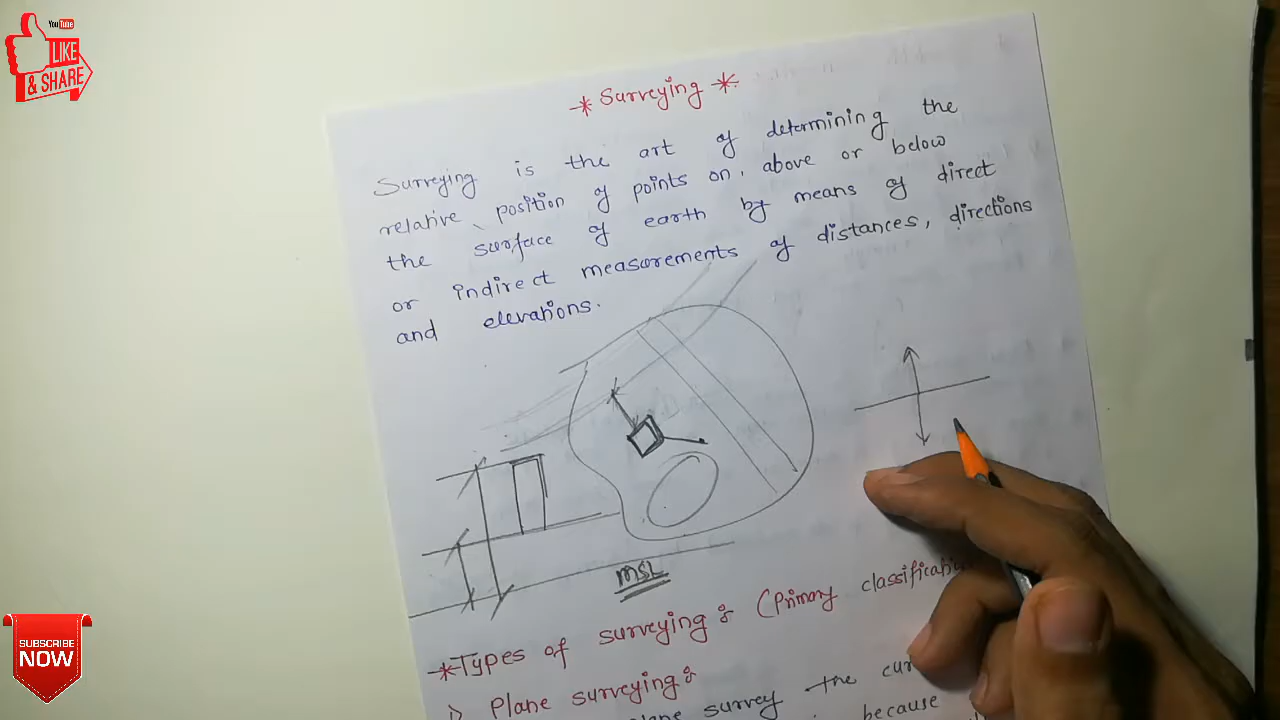 YouTube
LIKE
& SHARE
* Surveying *
Surveying is the art of determining the
relative position of points on, above or below
the surface of earth by means of direct
or indirect measurements of distances, directions
and elevations.
MSL
* Types of surveying : (Primary
1) Plane surveying :
survey the
because
SUBSCRIBE
NOW